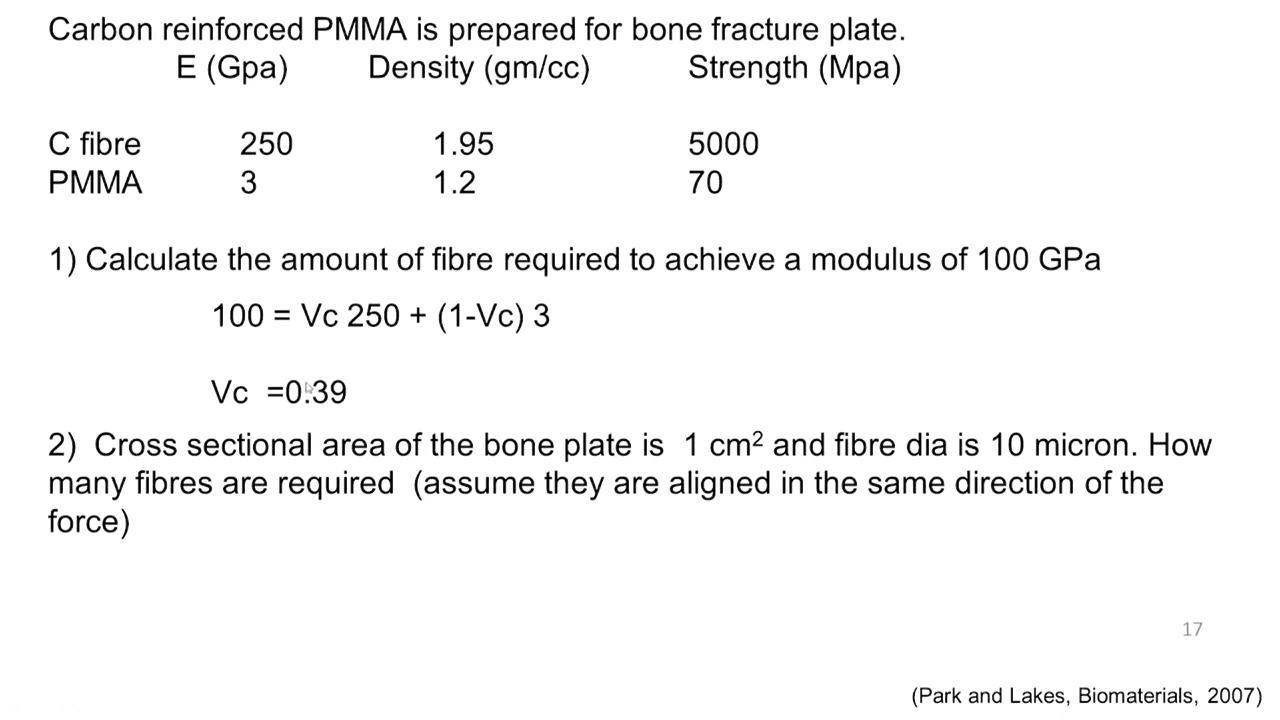 Carbon reinforced PMMA is prepared for bone fracture plate.
E (Gpa) Density (gm/cc) Strength (Mpa)
C fibre 250 1.95 5000
PMMA 3 1.2 70
1) Calculate the amount of fibre required to achieve a modulus of 100 GPa
100 = Vc 250 + (1-Vc) 3
Vc =0.39
2) Cross sectional area of the bone plate is 1 cm² and fibre dia is 10 micron. How
many fibres are required (assume they are aligned in the same direction of the
force)
17
(Park and Lakes, Biomaterials, 2007)